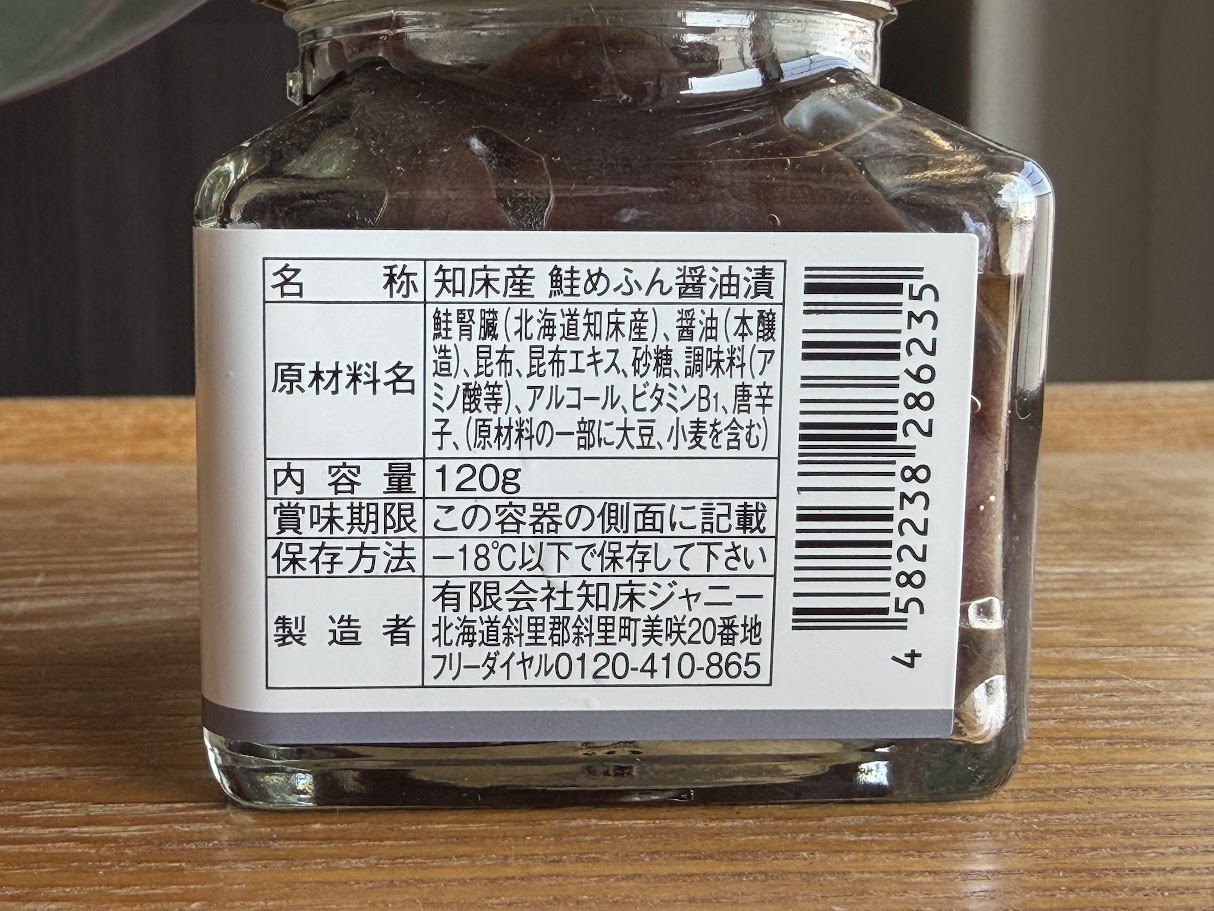 名称 知床産 鮭めふん醤油漬
原材料名 鮭腎臓(北海道知床産)、醤油(本醸
造)、昆布、昆布エキス、砂糖、調味料(ア
ミノ酸等)、アルコール、ビタミンB1、唐辛
子、(原材料の一部に大豆、小麦を含む)
内容量 120g
賞味期限 この容器の側面に記載
保存方法 −18℃以下で保存して下さい
製造者 有限会社知床ジャニー
北海道斜里郡斜里町美咲20番地
フリーダイヤル0120-410-865
4 582238 286235